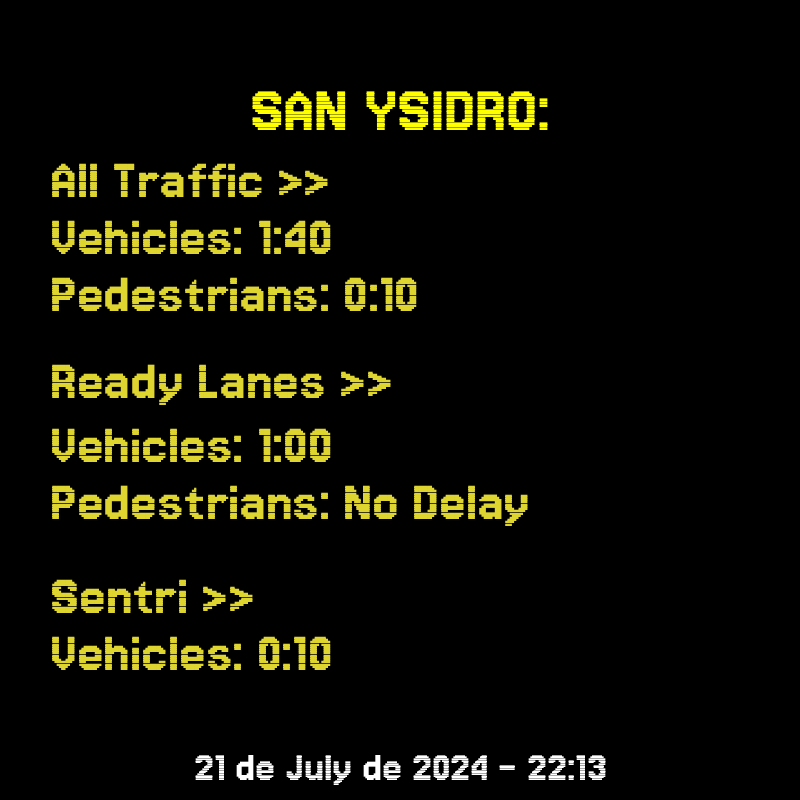 SAN YSIDRO:
All Traffic >>
Vehicles: 1:40
Pedestrians: 0:10
Ready Lanes >>
Vehicles: 1:00
Pedestrians: No Delay
Sentri >>
Vehicles: 0:10
21 de July de 2024 - 22:13